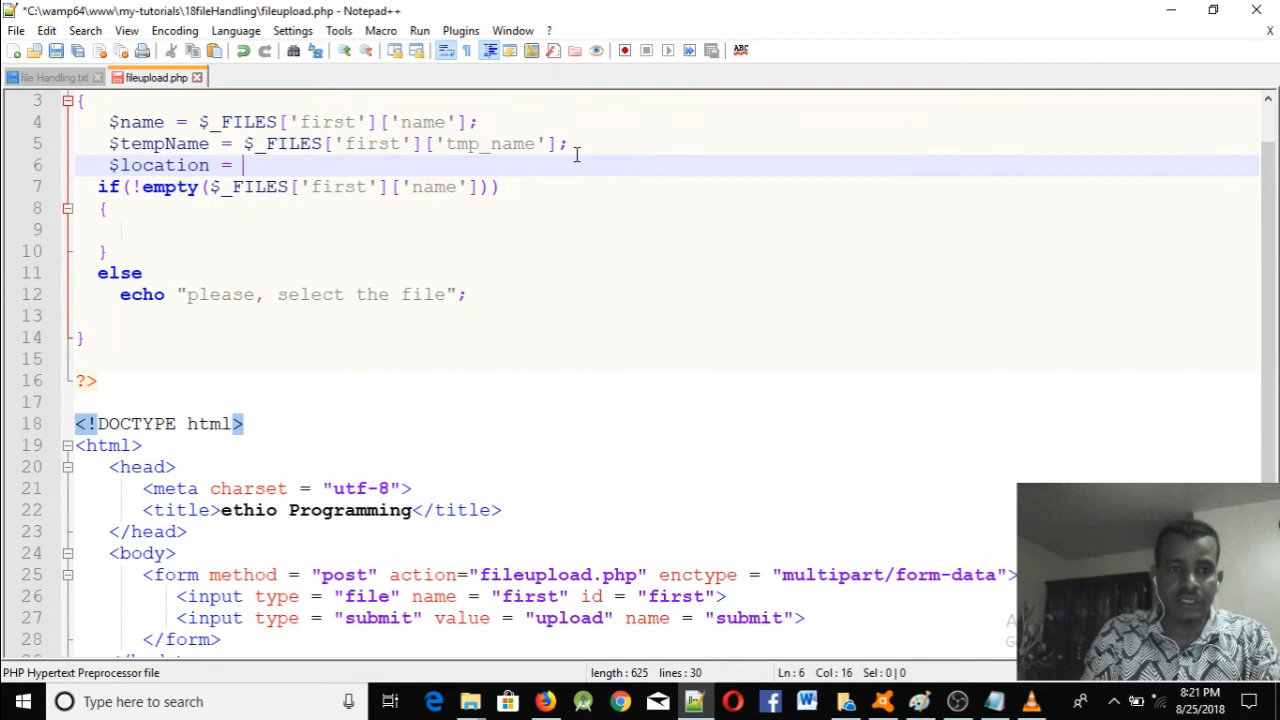 *C:\wamp64\www\my-tutorials\18fileHandling\fileupload.php - Notepad++
File Edit Search View Encoding Language Settings Tools Macro Run Plugins Window ? X
file Handling.txt fileupload.php
3 {
4 $name = $_FILES['first']['name'];
5 $tempName = $_FILES['first']['tmp_name'];
6 $location =
7 if(!empty($_FILES['first']['name']))
8 {
9
10 }
11 else
12 echo "please, select the file";
13
14 }
15
16 ?>
17
18 <!DOCTYPE html>
19 <html>
20 <head>
21 <meta charset = "utf-8">
22 <title>ethio Programming</title>
23 </head>
24 <body>
25 <form method = "post" action="fileupload.php" enctype = "multipart/form-data">
26 <input type = "file" name = "first" id = "first">
27 <input type = "submit" value = "upload" name = "submit">
28 </form>
PHP Hypertext Preprocessor file length : 625 lines : 30 Ln : 6 Col : 16 Sel : 0 | 0
Type here to search
8:21 PM
8/25/2018